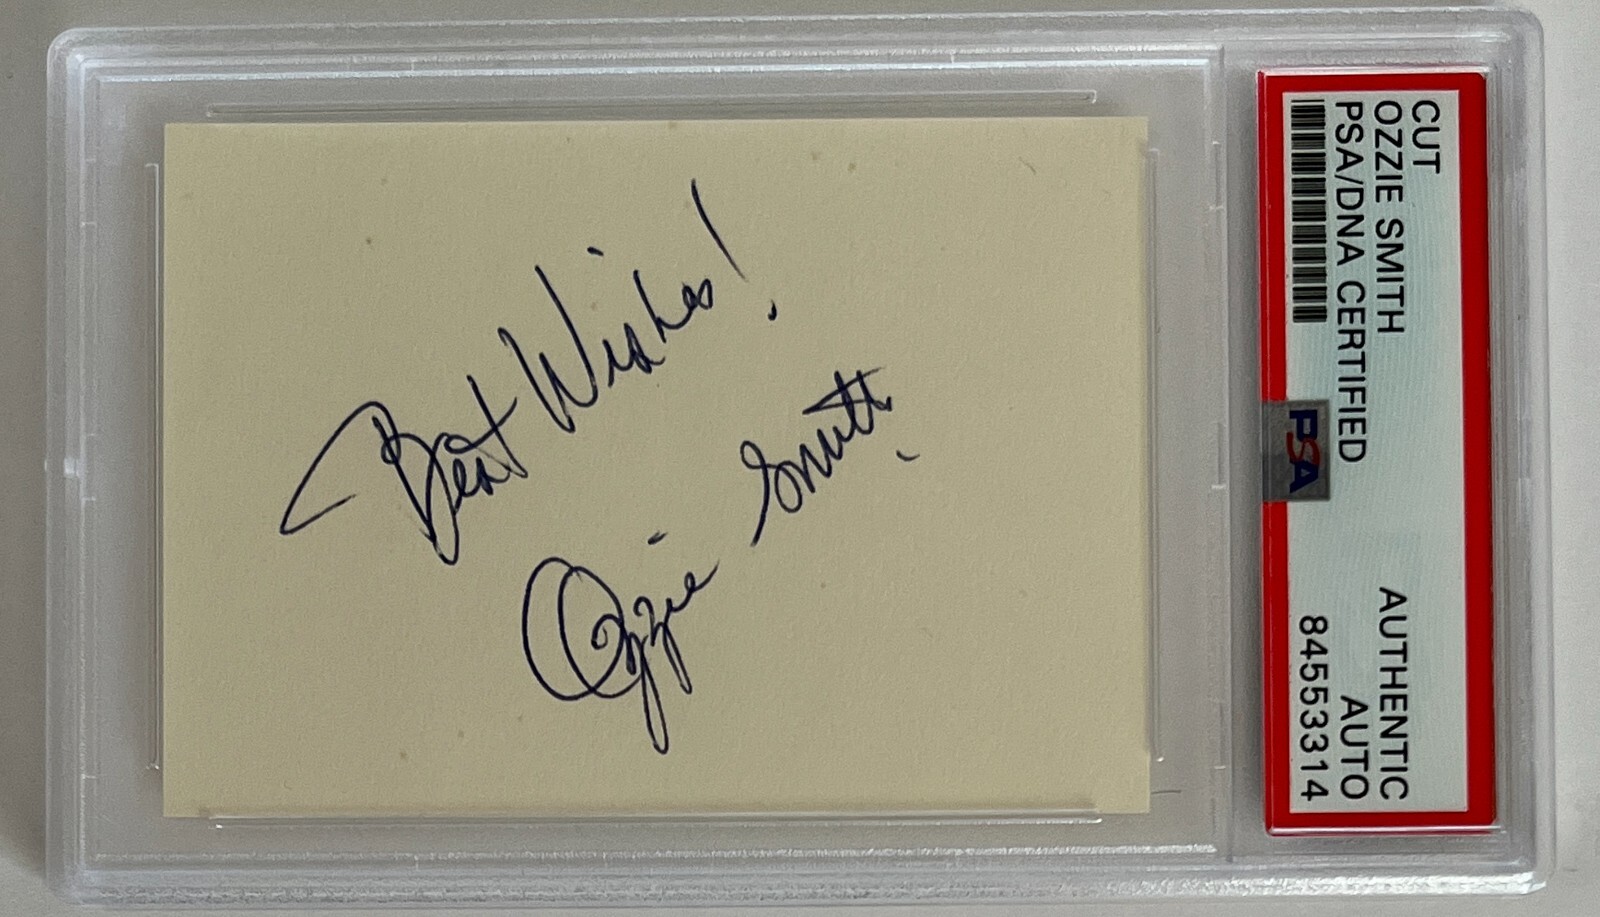 Best Wishes!
Ozzie Smith
CUT
OZZIE SMITH
PSA/DNA CERTIFIED
AUTHENTIC
AUTO
84553314
PSA